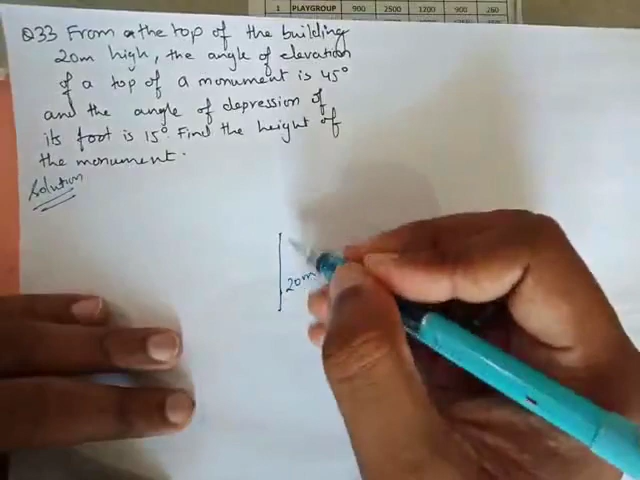 1 PLAYGROUP 900 2500 1200 900 260
Q33 From the top of the building
20m high, the angle of elevation
of a top of a monument is 45°
and the angle of depression of
its foot is 15°. Find the height of
the monument.
Solution
20m